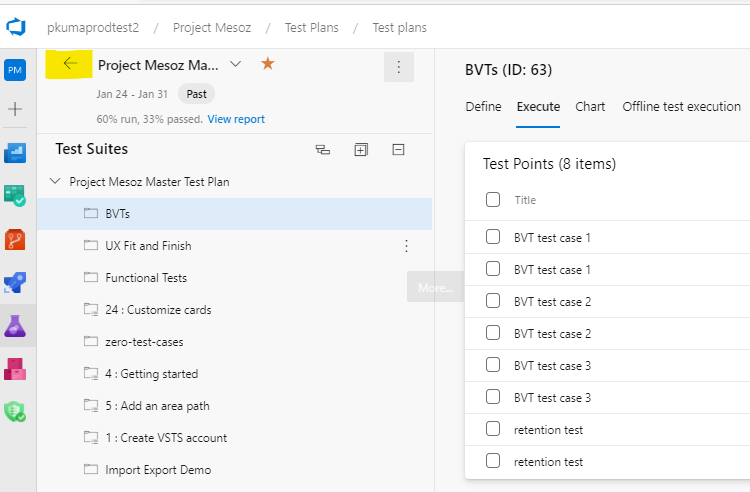 pkumaprodtest2 / Project Mesoz / Test Plans / Test plans
PM
Project Mesoz Ma...
Jan 24 - Jan 31 Past
60% run, 33% passed. View report
Test Suites
Project Mesoz Master Test Plan
BVTs
UX Fit and Finish
Functional Tests
More...
24 : Customize cards
zero-test-cases
4 : Getting started
5 : Add an area path
1 : Create VSTS account
Import Export Demo
BVTs (ID: 63)
Define Execute Chart Offline test execution
Test Points (8 items)
Title
BVT test case 1
BVT test case 1
BVT test case 2
BVT test case 2
BVT test case 3
BVT test case 3
retention test
retention test